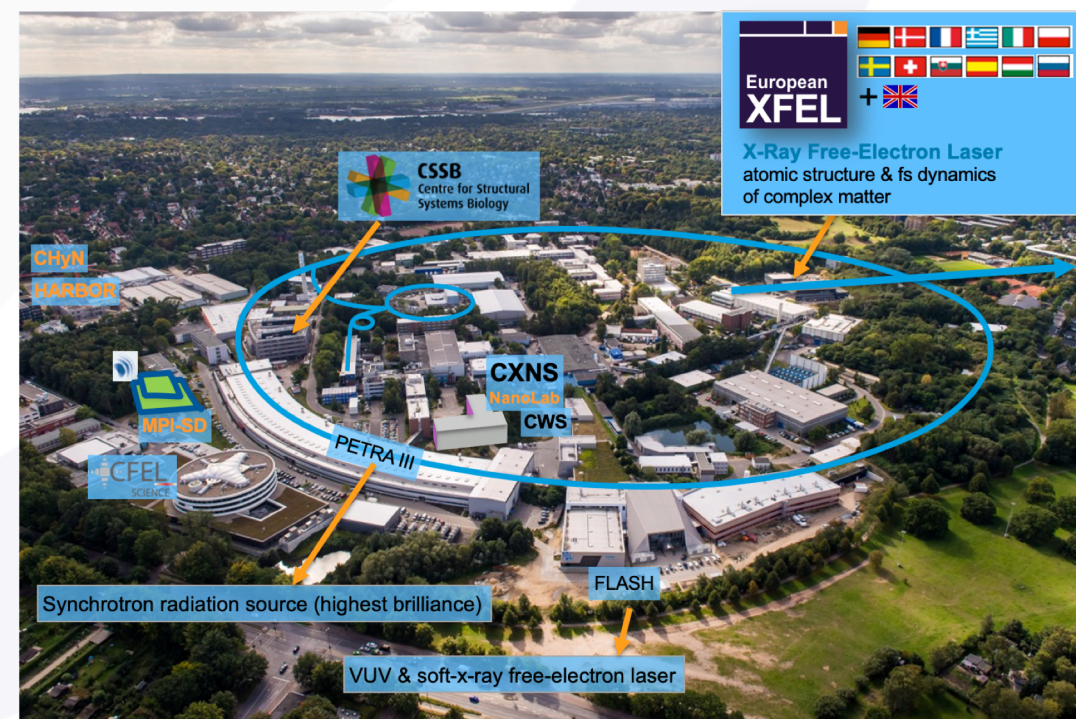 European
XFEL
+
X-Ray Free-Electron Laser
atomic structure & fs dynamics
of complex matter
CSSB
Centre for Structural
Systems Biology
CHyN
HARBOR
MPI-SD
CFEL
SCIENCE
CXNS
NanoLab
CWS
PETRA III
FLASH
Synchrotron radiation source (highest brilliance)
VUV & soft-x-ray free-electron laser